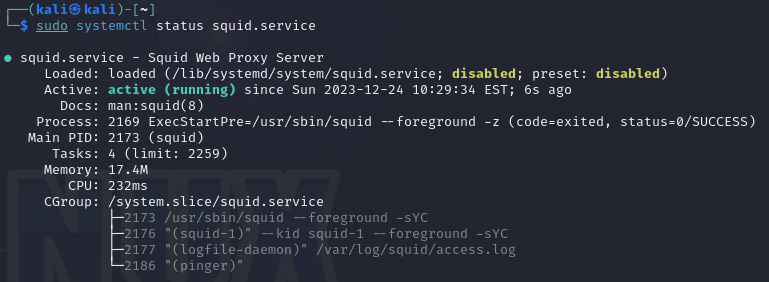 ┌──(kali㉿kali)-[~]
└─$ sudo systemctl status squid.service
● squid.service - Squid Web Proxy Server
Loaded: loaded (/lib/systemd/system/squid.service; disabled; preset: disabled)
Active: active (running) since Sun 2023-12-24 10:29:34 EST; 6s ago
Docs: man:squid(8)
Process: 2169 ExecStartPre=/usr/sbin/squid --foreground -z (code=exited, status=0/SUCCESS)
Main PID: 2173 (squid)
Tasks: 4 (limit: 2259)
Memory: 17.4M
CPU: 232ms
CGroup: /system.slice/squid.service
├─2173 /usr/sbin/squid --foreground -sYC
├─2176 "(squid-1)" --kid squid-1 --foreground -sYC
├─2177 "(logfile-daemon)" /var/log/squid/access.log
└─2186 "(pinger)"